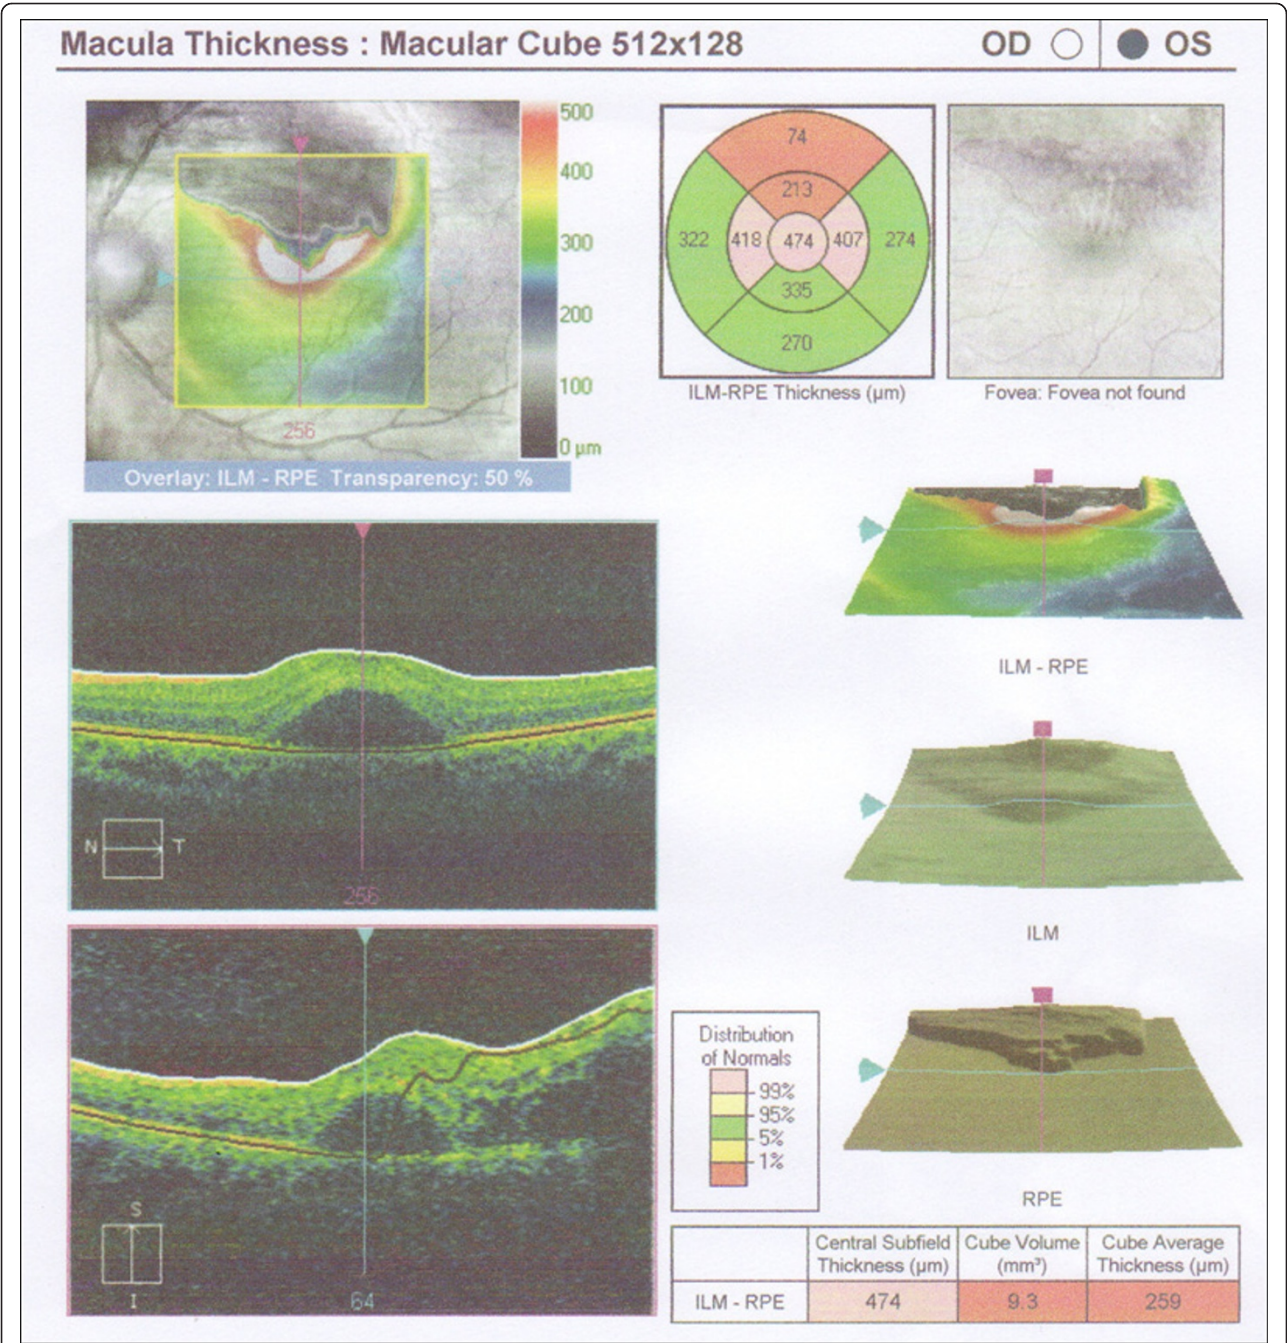 Macula Thickness : Macular Cube 512x128
OD OS
500
400
300
200
100
0 µm
256
Overlay: ILM - RPE Transparency: 50 %
74
213
322 418 474 407 274
335
270
ILM-RPE Thickness (µm)
Fovea: Fovea not found
ILM - RPE
N T
256
ILM
S
I
64
Distribution
of Normals
99%
95%
5%
1%
RPE
Central Subfield Thickness (µm)
Cube Volume (mm³)
Cube Average Thickness (µm)
ILM - RPE 474 9.3 259